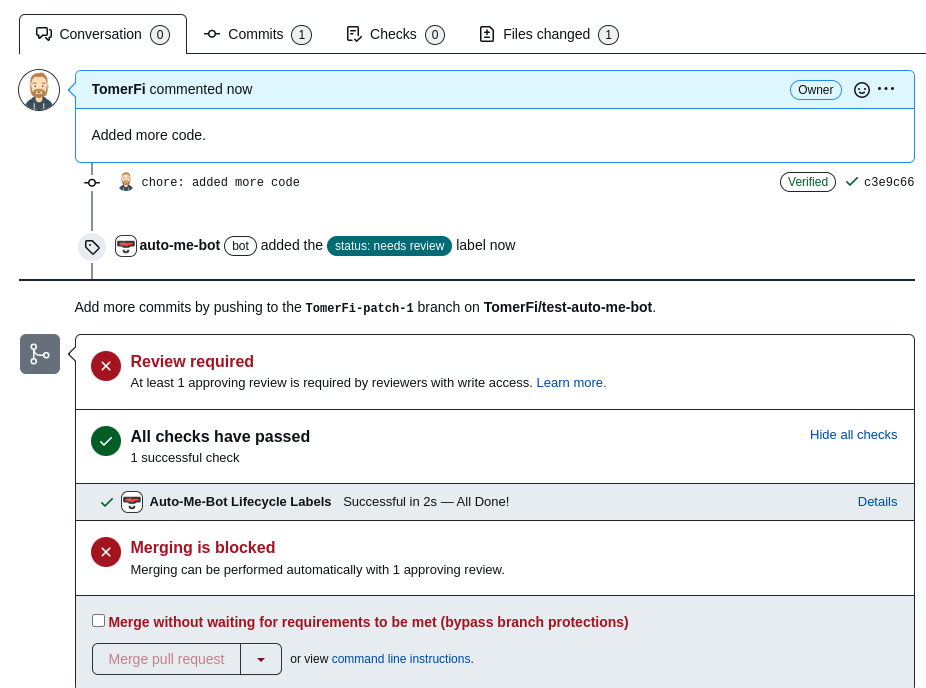 Conversation 0 Commits 1 Checks 0 Files changed 1
TomerFi commented now Owner
Added more code.
chore: added more code Verified c3e9c66
auto-me-bot bot added the status: needs review label now
Add more commits by pushing to the TomerFi-patch-1 branch on TomerFi/test-auto-me-bot.
Review required
At least 1 approving review is required by reviewers with write access. Learn more.
All checks have passed Hide all checks
1 successful check
Auto-Me-Bot Lifecycle Labels Successful in 2s — All Done! Details
Merging is blocked
Merging can be performed automatically with 1 approving review.
Merge without waiting for requirements to be met (bypass branch protections)
Merge pull request or view command line instructions.